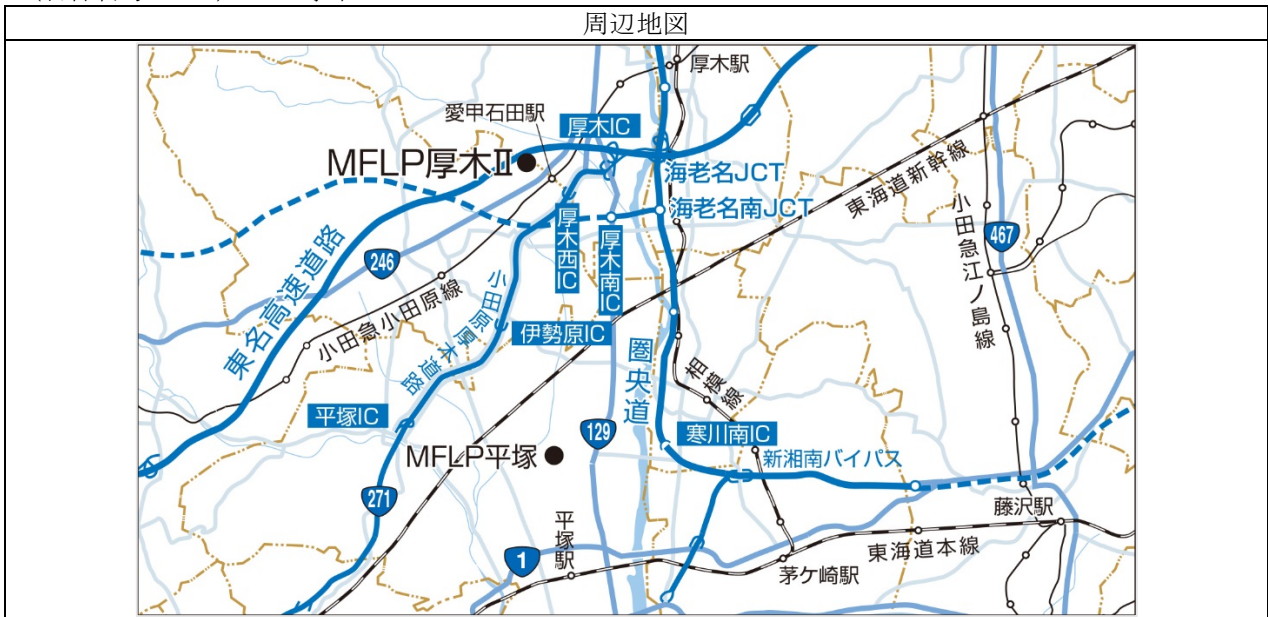 周辺地図
厚木駅
愛甲石田駅
厚木IC
MFLP厚木Ⅱ
海老名JCT
東海道新幹線
海老名南JCT
小田急江ノ島線
467
厚木西IC
厚木南IC
246
東名高速道路
小田急小田原線
小田原厚木道路
伊勢原IC
圏央道
相模線
平塚IC
129
寒川南IC
MFLP平塚
新湘南バイパス
271
藤沢駅
平塚駅
1
東海道本線
茅ケ崎駅